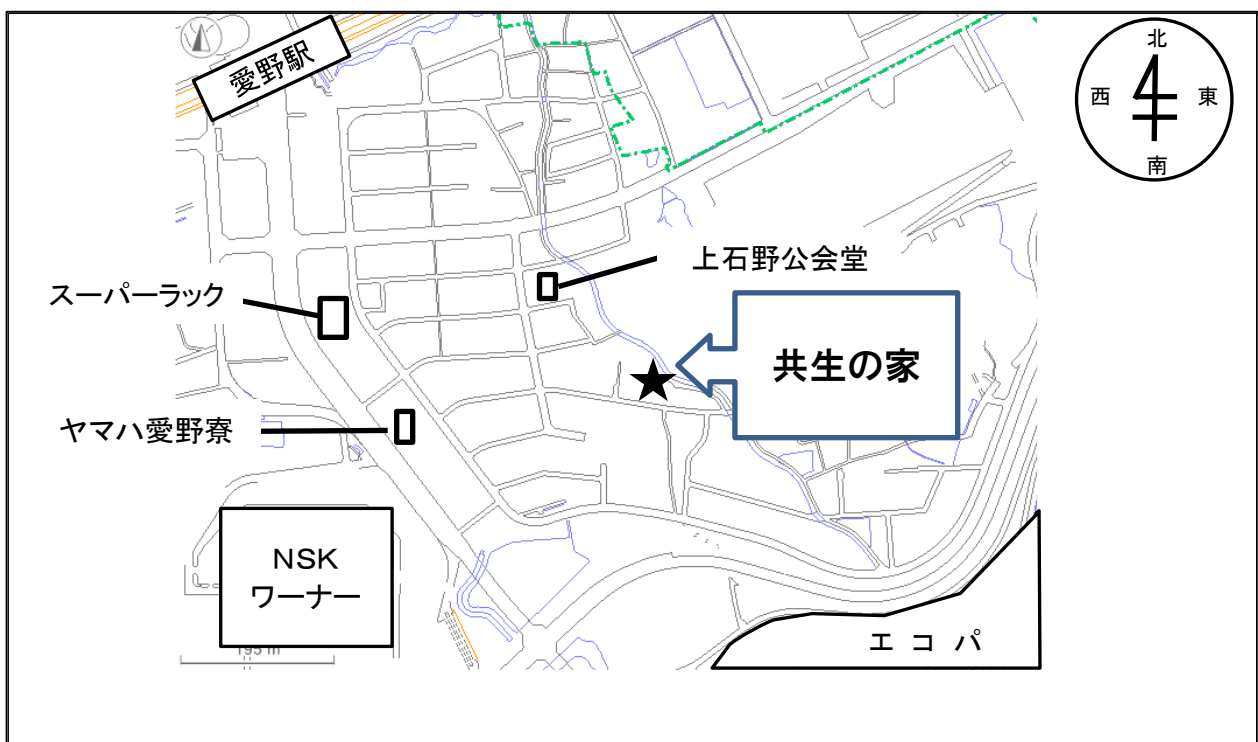 愛野駅
北
西
東
南
上石野公会堂
スーパーラック
共生の家
ヤマハ愛野寮
NSK
ワーナー
エコパ
195 m